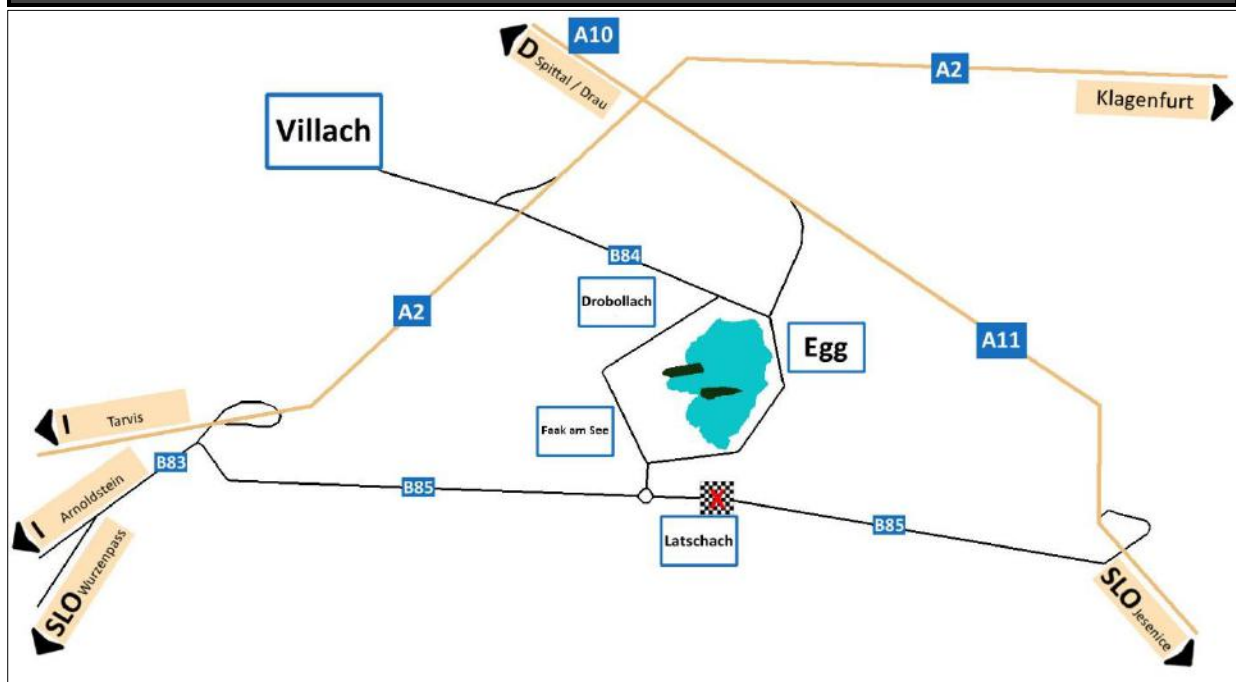 A10
D Spittal / Drau
A2
Klagenfurt
Villach
B84
Drobollach
A2
Egg
A11
I Tarvis
Faak am See
B83
I Arnoldstein
B85
X
B85
Latschach
SLO Wurzenpass
SLO Jesenice